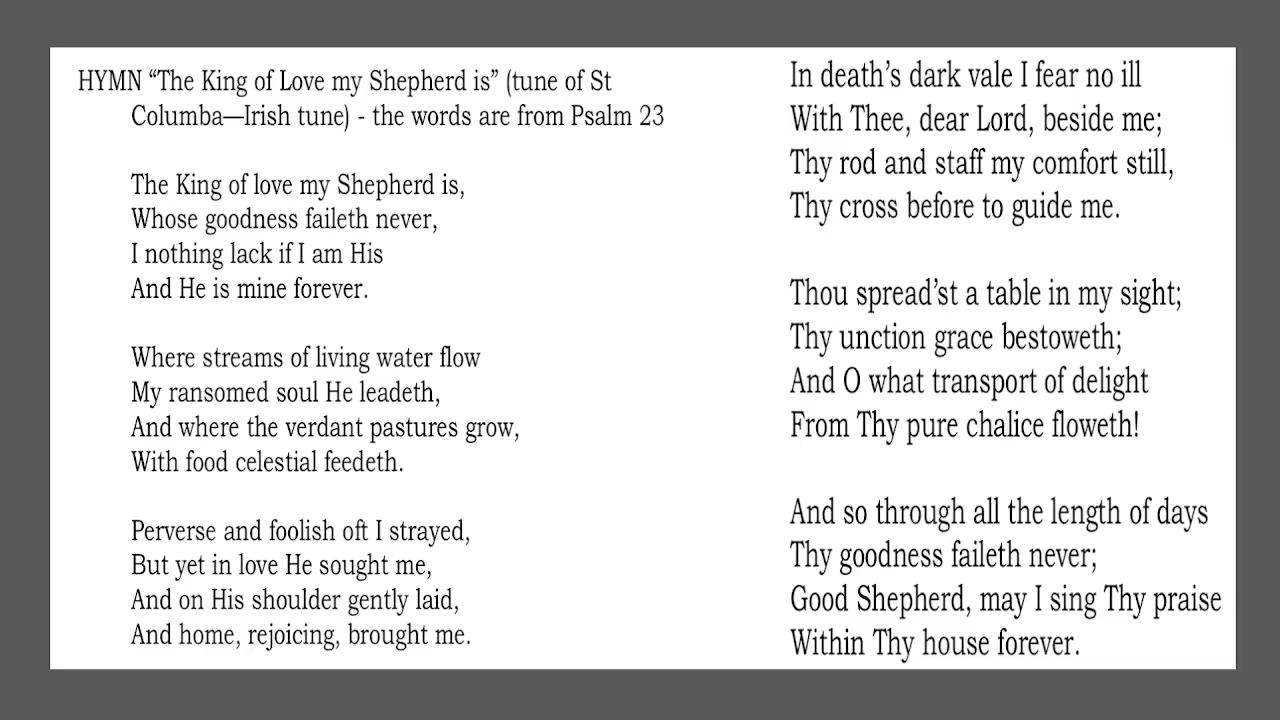 HYMN “The King of Love my Shepherd is” (tune of St
Columba—Irish tune) - the words are from Psalm 23
The King of love my Shepherd is,
Whose goodness faileth never,
I nothing lack if I am His
And He is mine forever.
Where streams of living water flow
My ransomed soul He leadeth,
And where the verdant pastures grow,
With food celestial feedeth.
Perverse and foolish oft I strayed,
But yet in love He sought me,
And on His shoulder gently laid,
And home, rejoicing, brought me.
In death’s dark vale I fear no ill
With Thee, dear Lord, beside me;
Thy rod and staff my comfort still,
Thy cross before to guide me.
Thou spread’st a table in my sight;
Thy unction grace bestoweth;
And O what transport of delight
From Thy pure chalice floweth!
And so through all the length of days
Thy goodness faileth never;
Good Shepherd, may I sing Thy praise
Within Thy house forever.